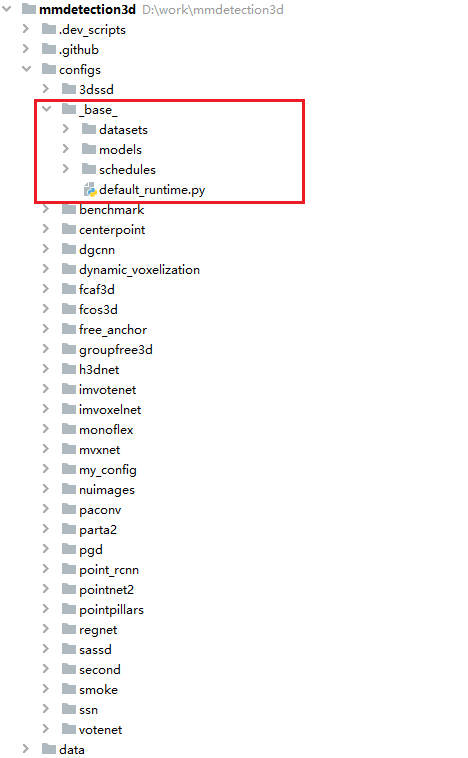 mmdetection3d D:\work\mmdetection3d
.dev_scripts
.github
configs
3dssd
_base_
datasets
models
schedules
default_runtime.py
benchmark
centerpoint
dgcnn
dynamic_voxelization
fcaf3d
fcos3d
free_anchor
groupfree3d
h3dnet
imvotenet
imvoxelnet
monoflex
mvxnet
my_config
nuimages
paconv
parta2
pgd
point_rcnn
pointnet2
pointpillars
regnet
sassd
second
smoke
ssn
votenet
data